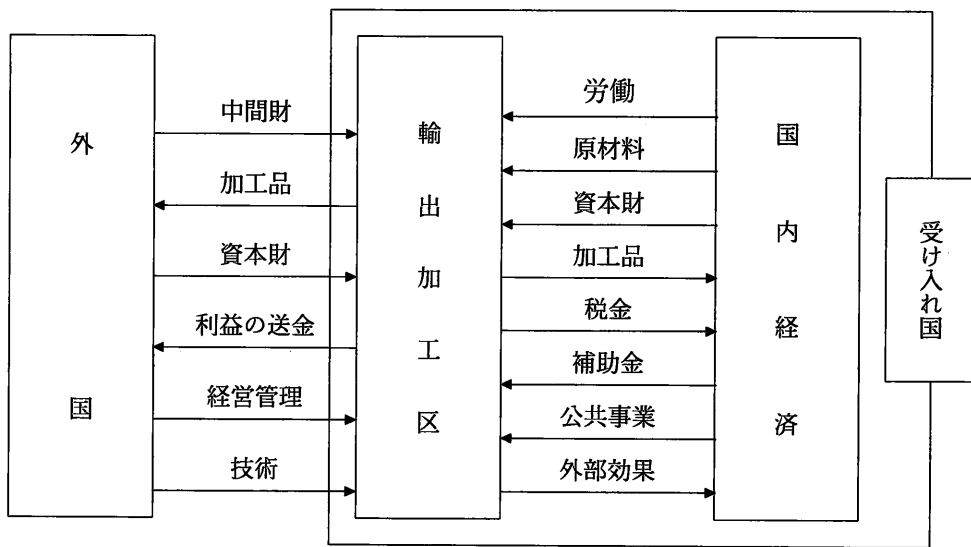 外国
中間財
加工品
資本財
利益の送金
経営管理
技術
輸出加工区
労働
原材料
資本財
加工品
税金
補助金
公共事業
外部効果
国内経済
受け入れ国